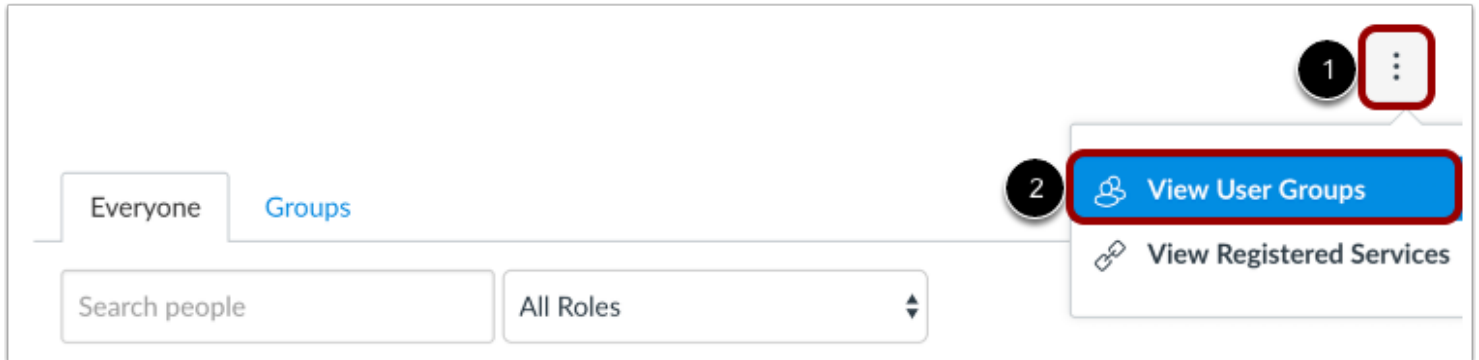 1
2
View User Groups
Everyone
Groups
View Registered Services
Search people
All Roles